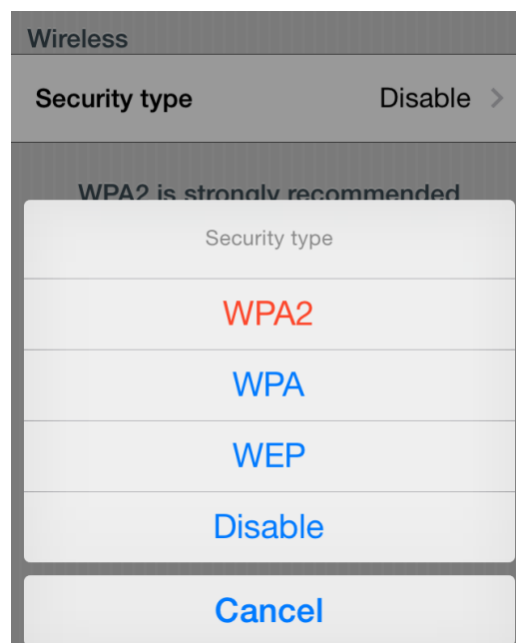 Wireless
Security type Disable >
WPA2 is strongly recommended
Security type
WPA2
WPA
WEP
Disable
Cancel